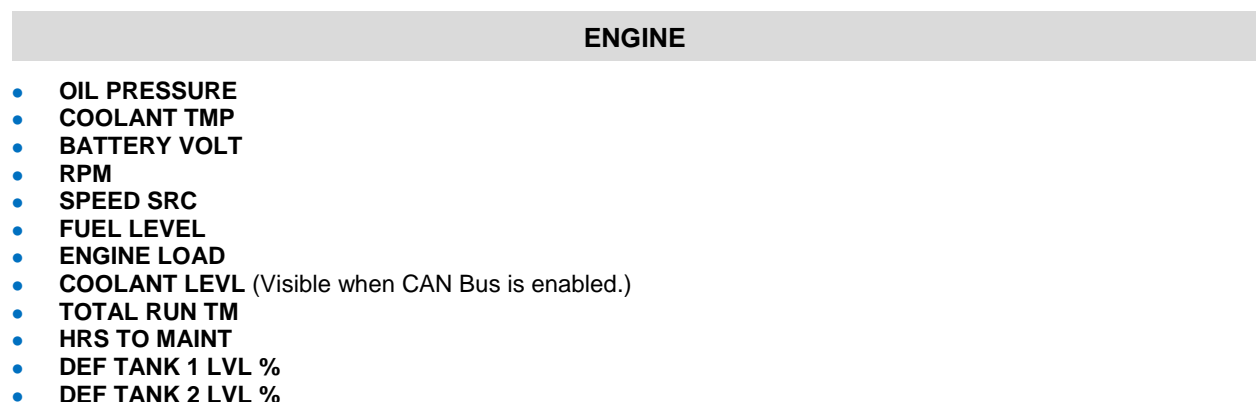 ENGINE
• OIL PRESSURE
• COOLANT TMP
• BATTERY VOLT
• RPM
• SPEED SRC
• FUEL LEVEL
• ENGINE LOAD
• COOLANT LEVL (Visible when CAN Bus is enabled.)
• TOTAL RUN TM
• HRS TO MAINT
• DEF TANK 1 LVL %
• DEF TANK 2 LVL %